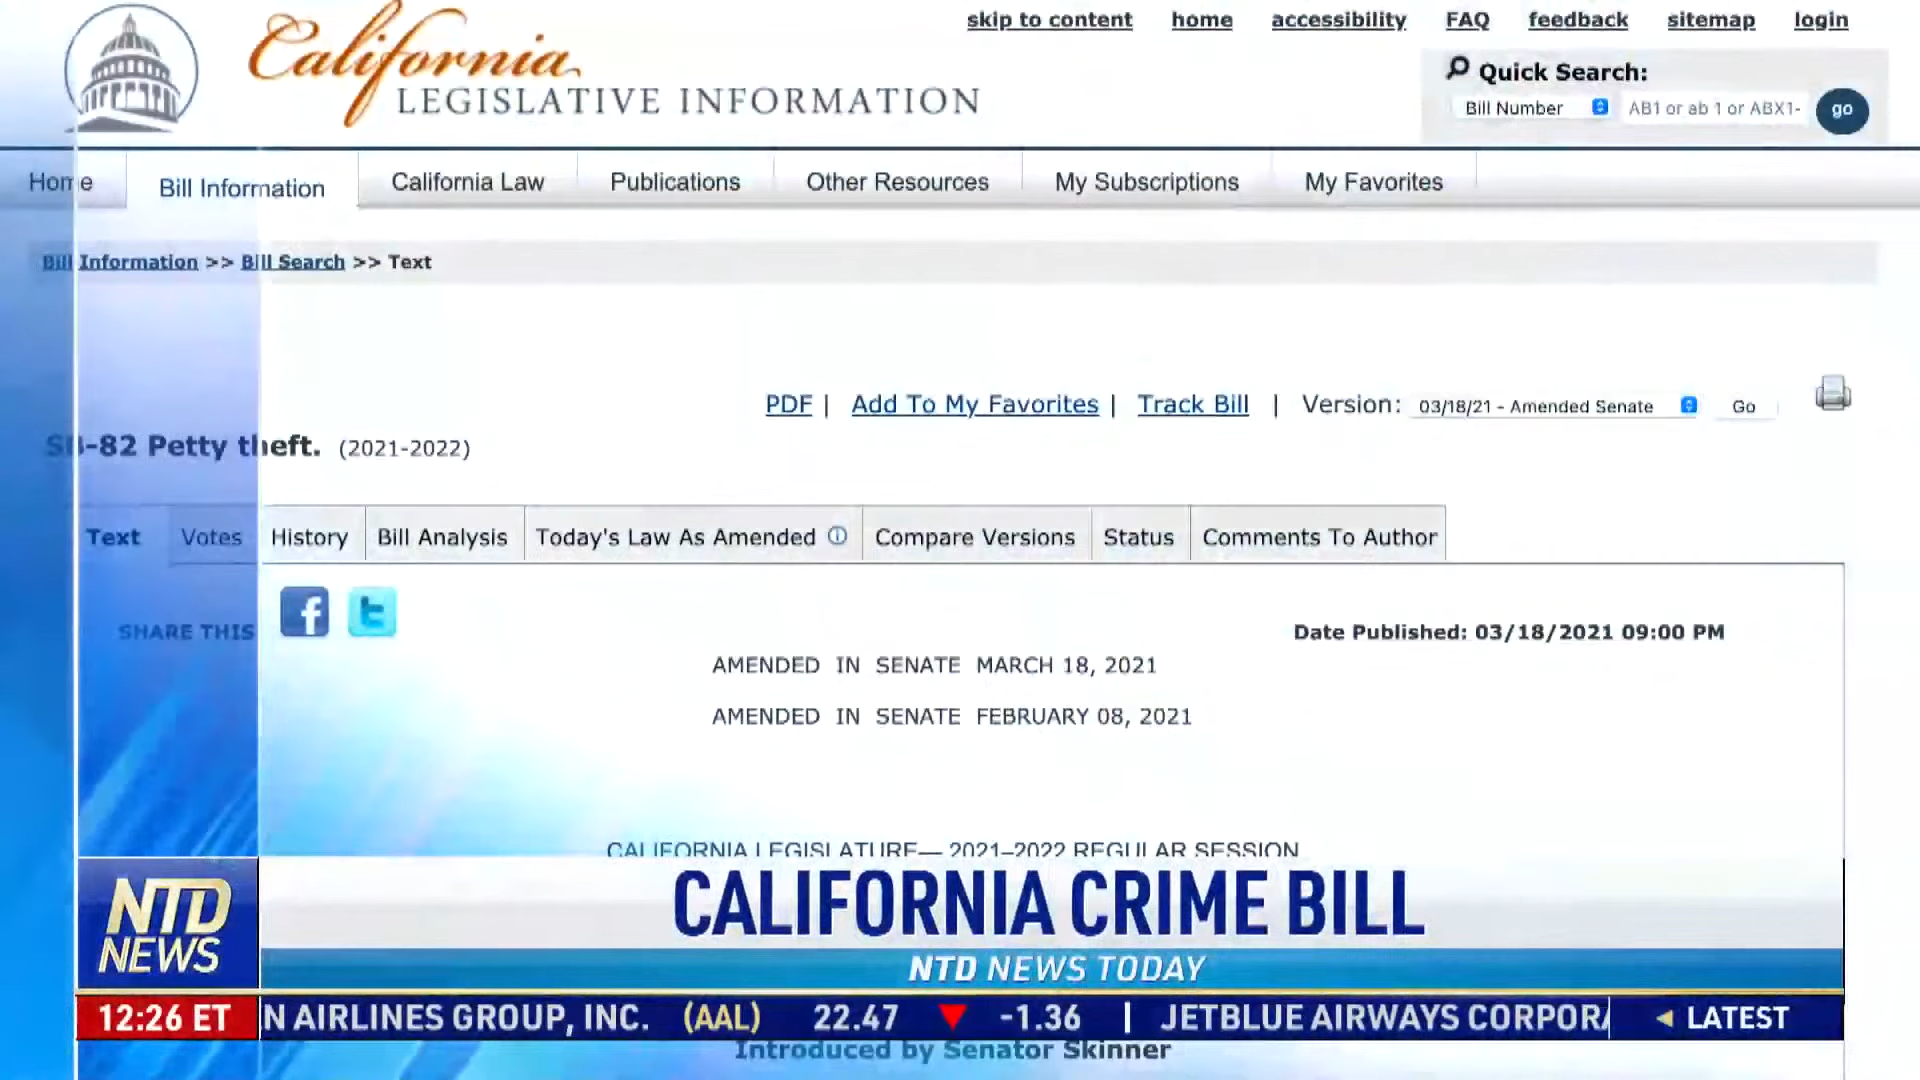 skip to content home accessibility FAQ feedback sitemap login
California
LEGISLATIVE INFORMATION
Quick Search:
Bill Number AB1 or ab 1 or ABX1- go
Home Bill Information California Law Publications Other Resources My Subscriptions My Favorites
Bill Information >> Bill Search >> Text
PDF | Add To My Favorites | Track Bill | Version: 03/18/21 - Amended Senate Go
SB-82 Petty theft. (2021-2022)
Text Votes History Bill Analysis Today's Law As Amended Compare Versions Status Comments To Author
SHARE THIS f t
Date Published: 03/18/2021 09:00 PM
AMENDED IN SENATE MARCH 18, 2021
AMENDED IN SENATE FEBRUARY 08, 2021
CALIFORNIA LEGISLATURE— 2021–2022 REGULAR SESSION
NTD NEWS
CALIFORNIA CRIME BILL
NTD NEWS TODAY
12:26 ET N AIRLINES GROUP, INC. (AAL) 22.47 ▼ -1.36 | JETBLUE AIRWAYS CORPORA ◄ LATEST
Introduced by Senator Skinner